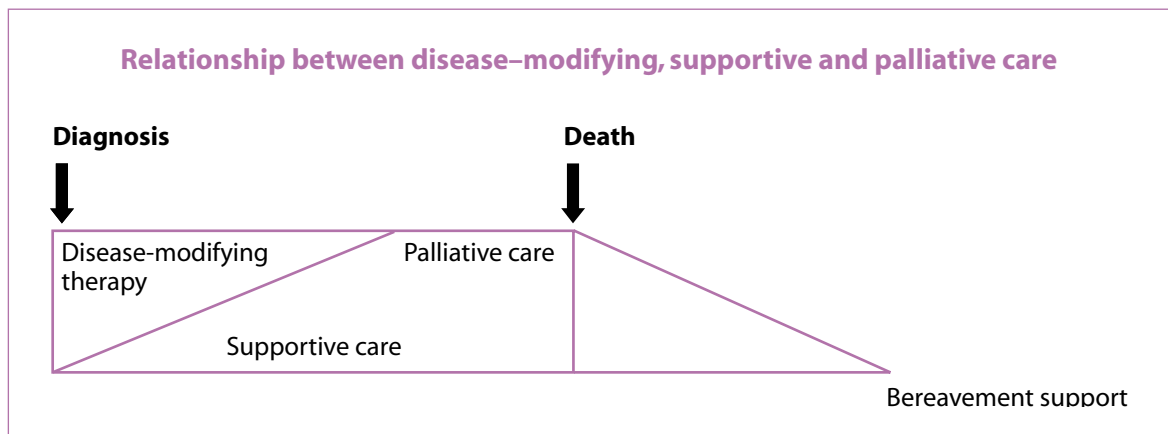 Relationship between disease–modifying, supportive and palliative care
Diagnosis
Death
Disease-modifying
therapy
Palliative care
Supportive care
Bereavement support